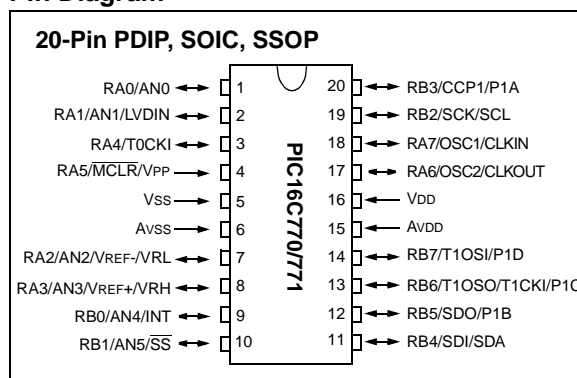 20-Pin PDIP, SOIC, SSOP
RA0/AN0 1 20 RB3/CCP1/P1A
RA1/AN1/LVDIN 2 19 RB2/SCK/SCL
RA4/T0CKI 3 18 RA7/OSC1/CLKIN
RA5/MCLR/VPP 4 17 RA6/OSC2/CLKOUT
VSS 5 16 VDD
AVSS 6 15 AVDD
RA2/AN2/VREF-/VRL 7 14 RB7/T1OSI/P1D
RA3/AN3/VREF+/VRH 8 13 RB6/T1OSO/T1CKI/P1C
RB0/AN4/INT 9 12 RB5/SDO/P1B
RB1/AN5/SS 10 11 RB4/SDI/SDA
PIC16C770/771